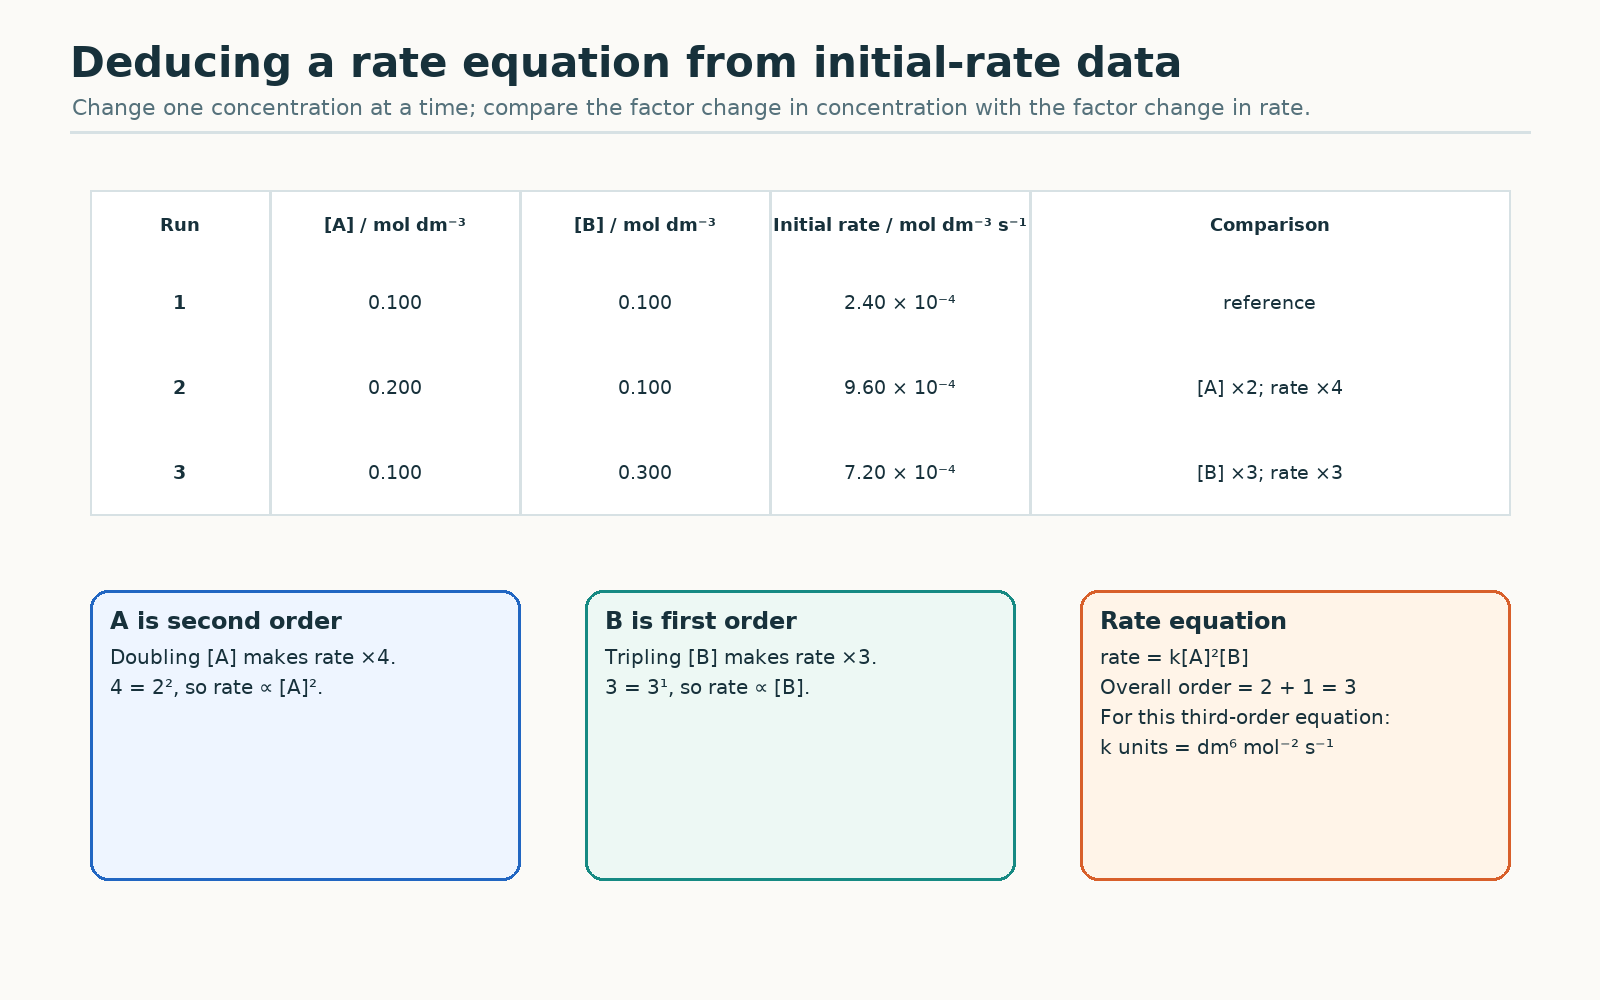 Deducing a rate equation from initial-rate data
Change one concentration at a time; compare the factor change in concentration with the factor change in rate.
Run [A] / mol dm⁻³ [B] / mol dm⁻³ Initial rate / mol dm⁻³ s⁻¹ Comparison
1 0.100 0.100 2.40 × 10⁻⁴ reference
2 0.200 0.100 9.60 × 10⁻⁴ [A] ×2; rate ×4
3 0.100 0.300 7.20 × 10⁻⁴ [B] ×3; rate ×3
A is second order
Doubling [A] makes rate ×4.
4 = 2², so rate ∝ [A]².
B is first order
Tripling [B] makes rate ×3.
3 = 3¹, so rate ∝ [B].
Rate equation
rate = k[A]²[B]
Overall order = 2 + 1 = 3
For this third-order equation:
k units = dm⁶ mol⁻² s⁻¹